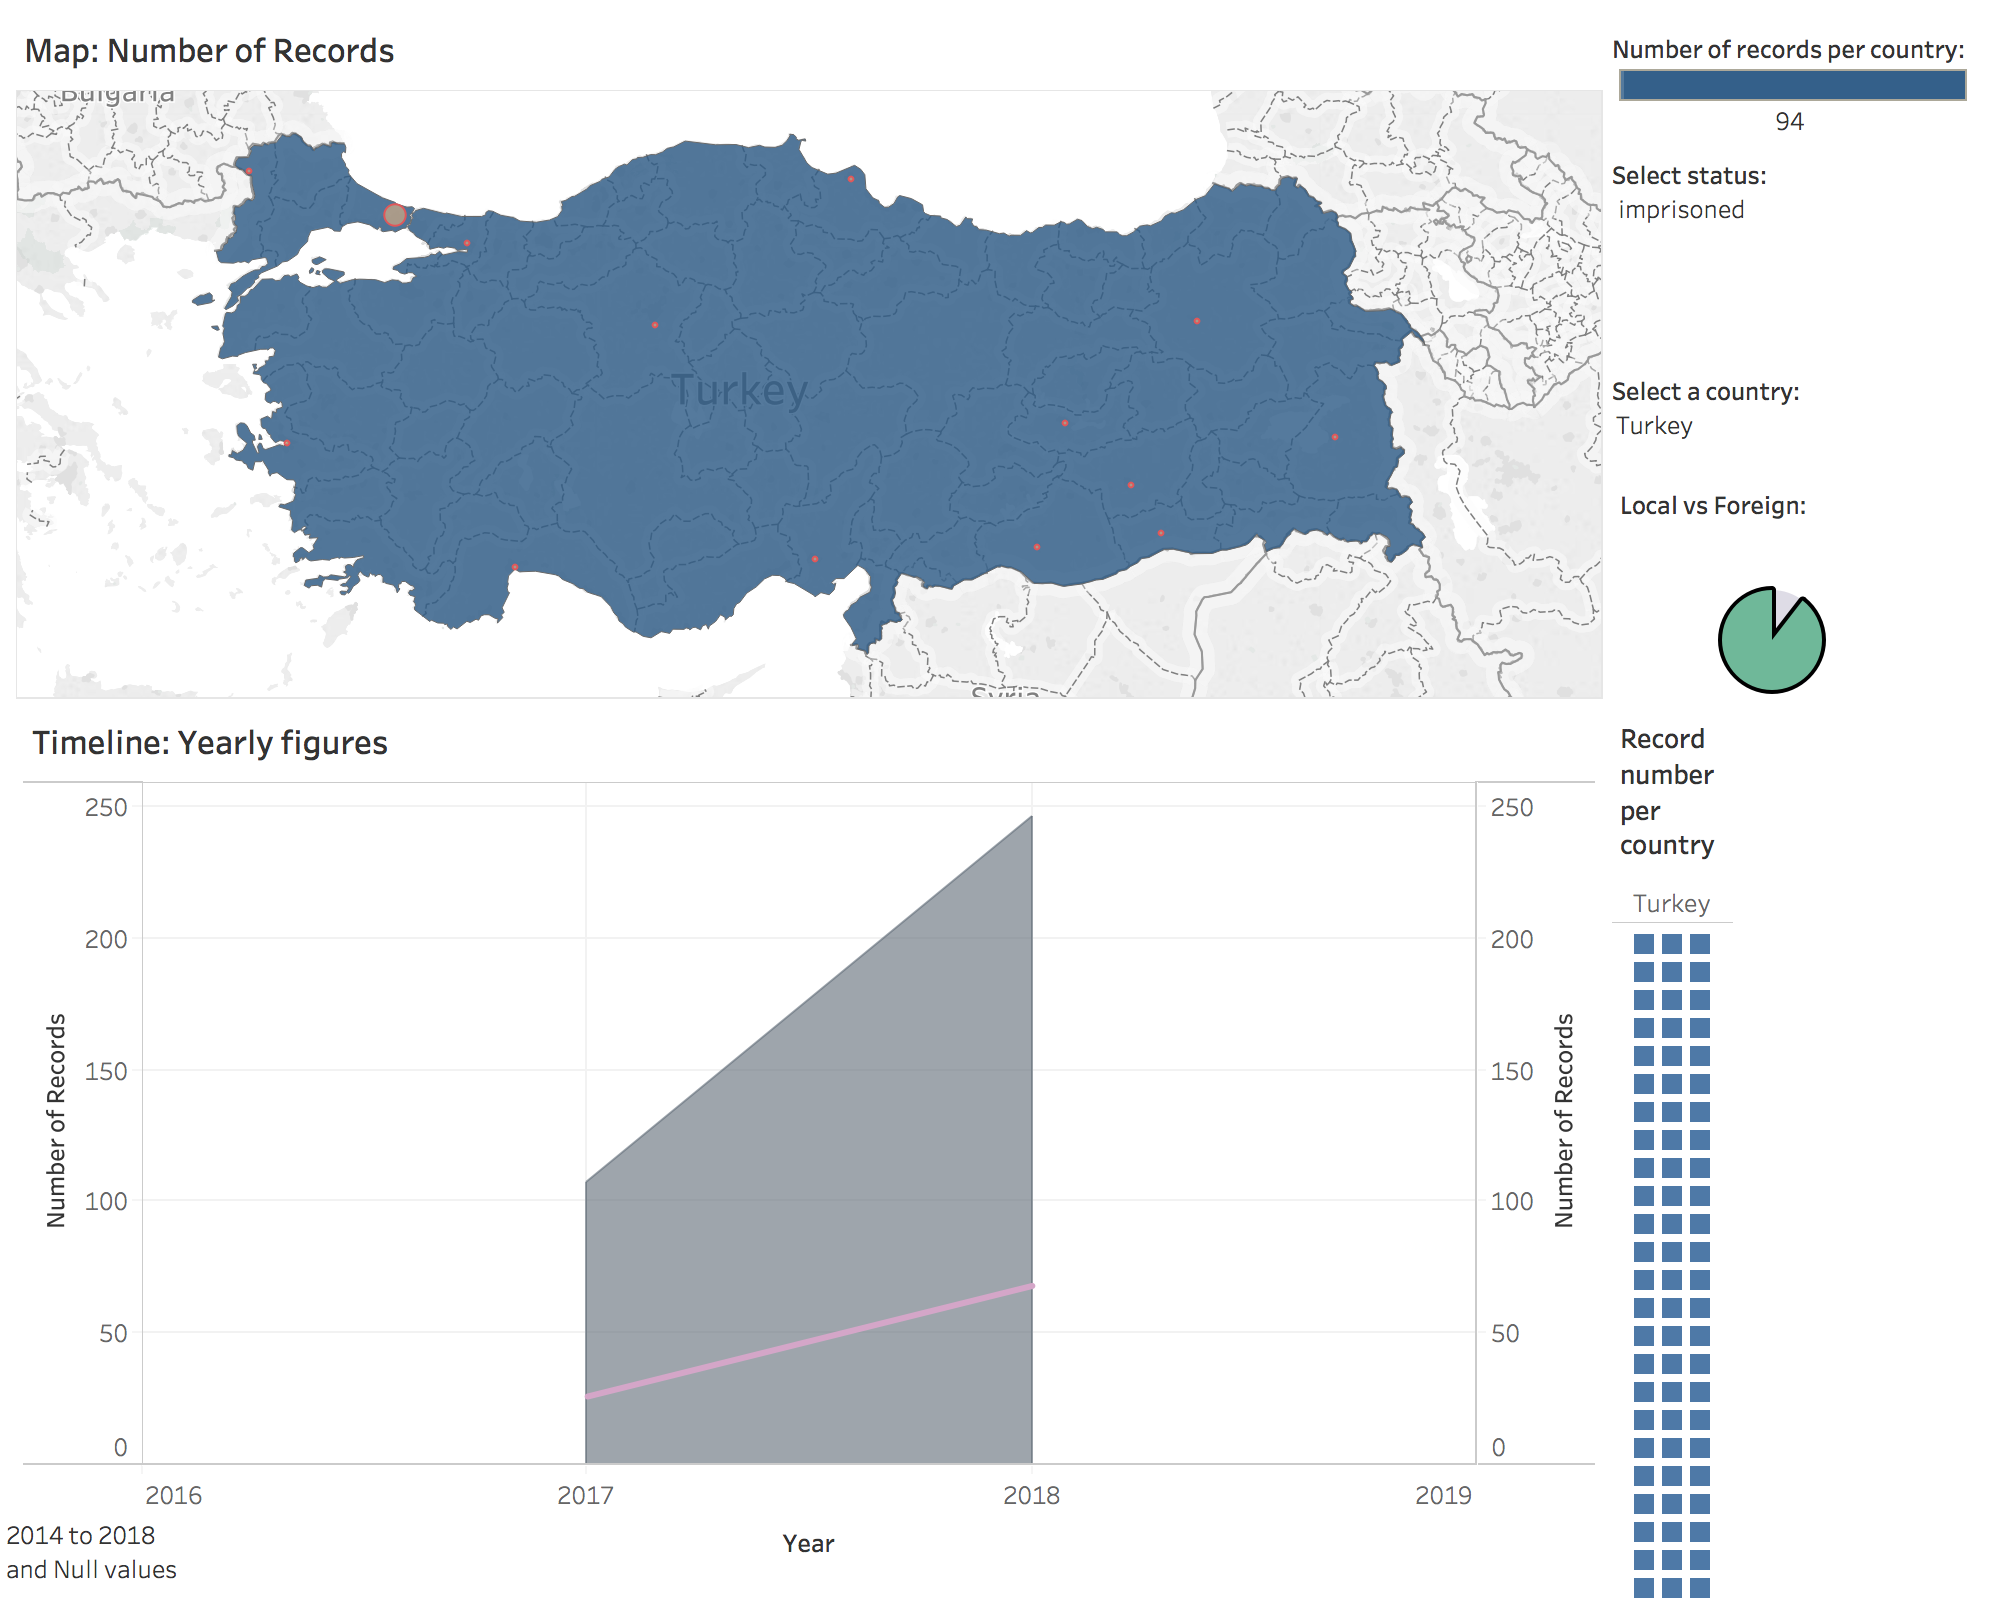 Map: Number of Records
Bulgaria
Turkey
Syria
Number of records per country:
94
Select status:
imprisoned
Select a country:
Turkey
Local vs Foreign:
Timeline: Yearly figures
250
200
150
100
50
0
Number of Records
250
200
150
100
50
0
Number of Records
2016
2017
2018
2019
Year
2014 to 2018
and Null values
Record
number
per
country
Turkey